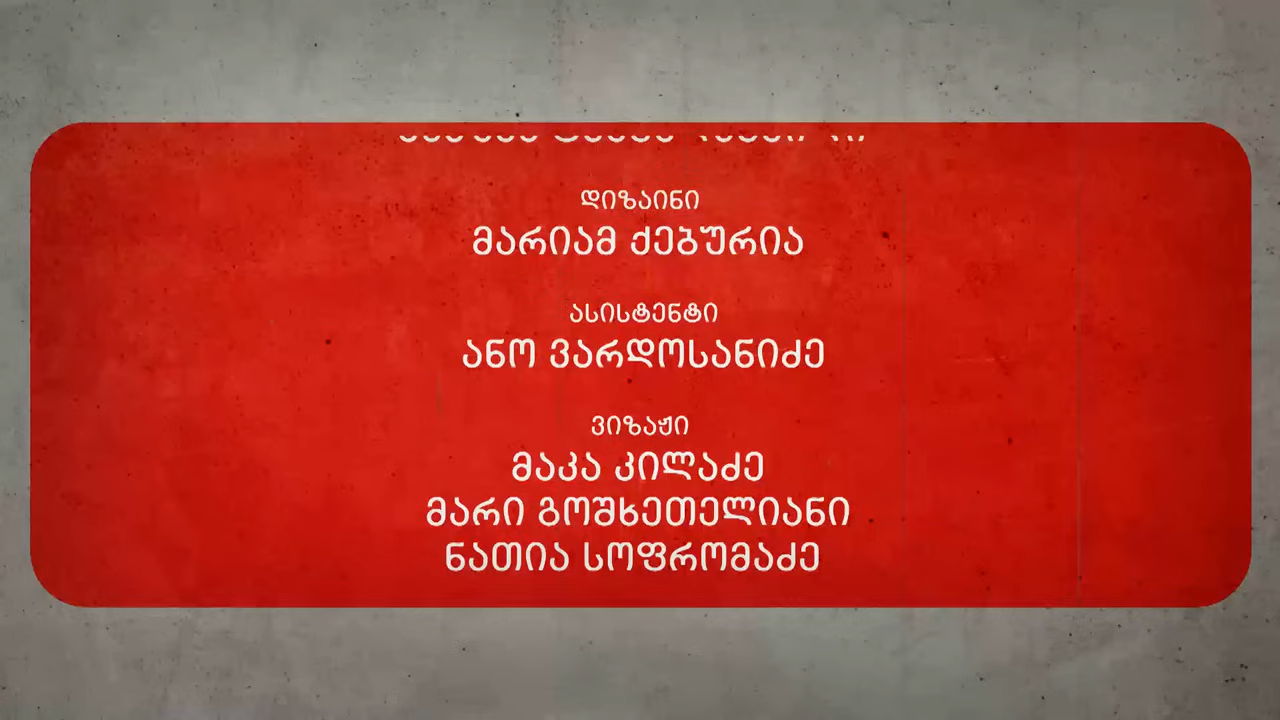 დიზაინი
მარიამ ქებურია
ასისტენტი
ანო ვარდოსანიძე
ვიზაჟი
მაკა კილაძე
მარი გოშხეთელიანი
ნათია სოფრომაძე